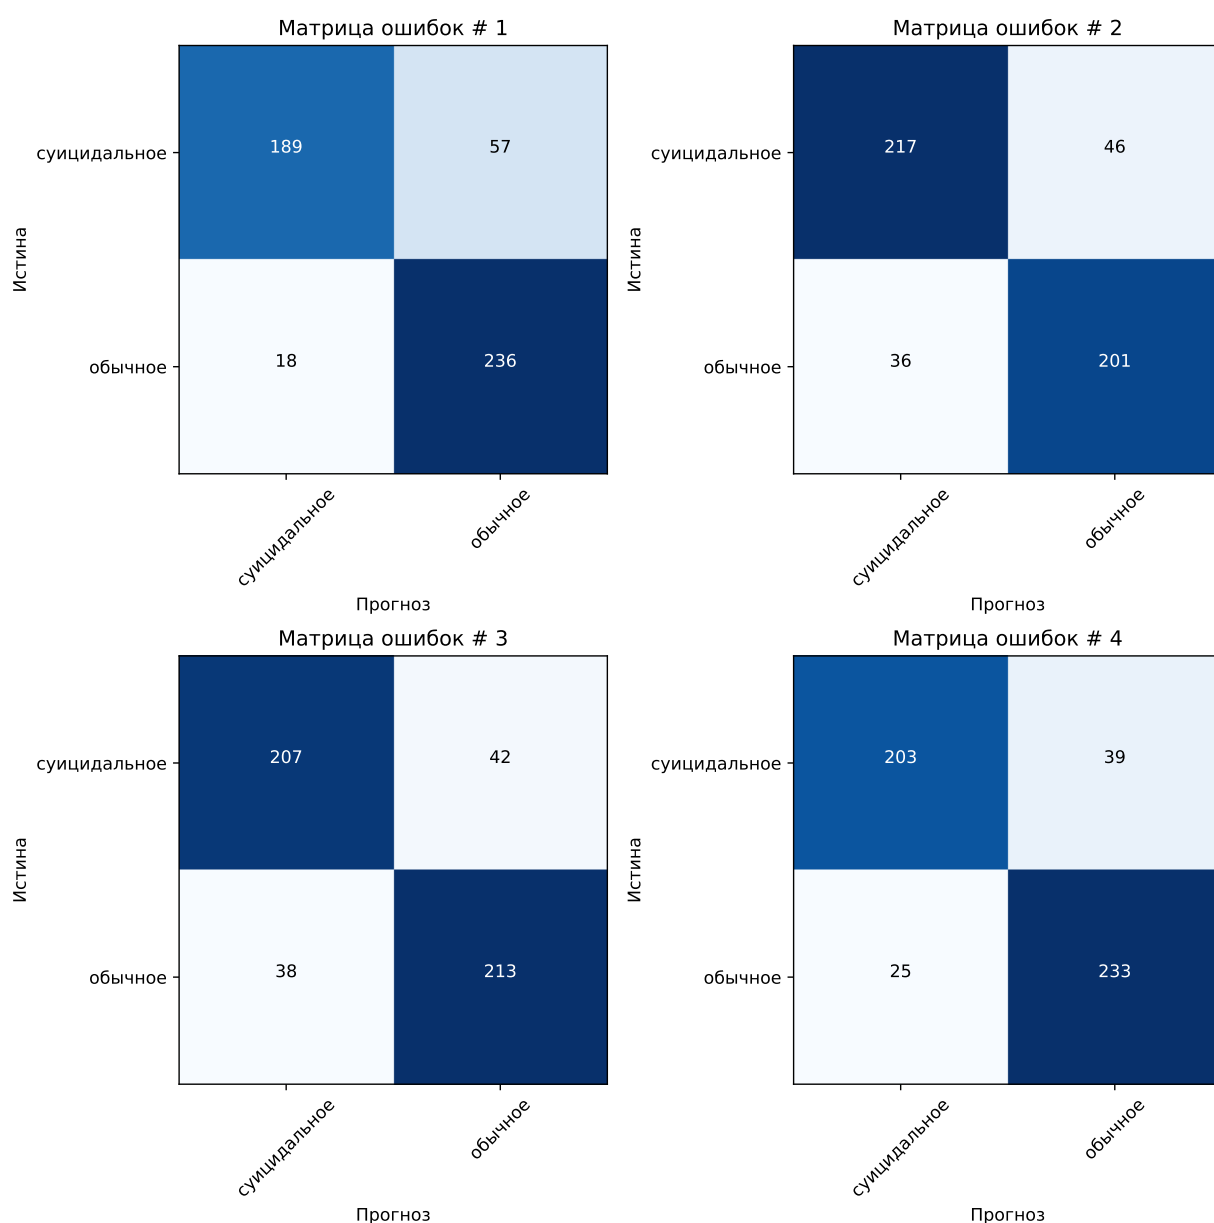 Матрица ошибок # 1
суицидальное
189
57
Истина
обычное
18
236
суицидальное
обычное
Прогноз
Матрица ошибок # 2
суицидальное
217
46
Истина
обычное
36
201
суицидальное
обычное
Прогноз
Матрица ошибок # 3
суицидальное
207
42
Истина
обычное
38
213
суицидальное
обычное
Прогноз
Матрица ошибок # 4
суицидальное
203
39
Истина
обычное
25
233
суицидальное
обычное
Прогноз